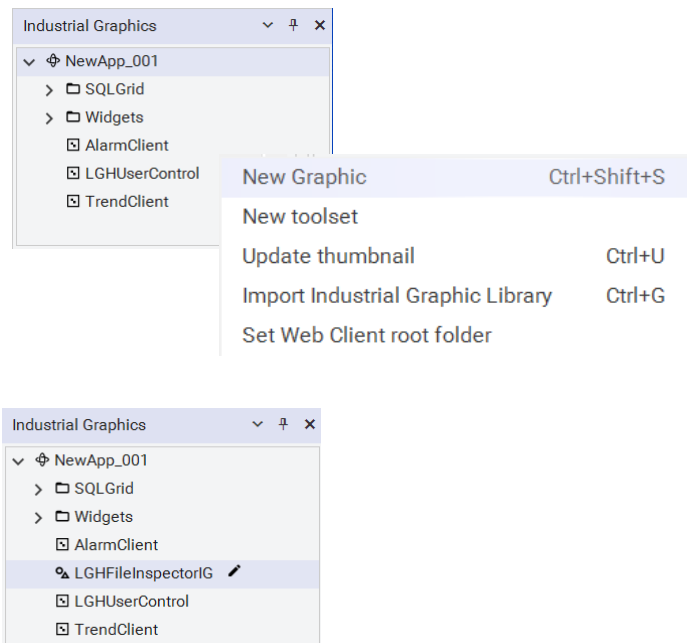 Industrial Graphics
NewApp_001
SQLGrid
Widgets
AlarmClient
LGHUserControl
TrendClient
New Graphic Ctrl+Shift+S
New toolset
Update thumbnail Ctrl+U
Import Industrial Graphic Library Ctrl+G
Set Web Client root folder
Industrial Graphics
NewApp_001
SQLGrid
Widgets
AlarmClient
LGHFileInspectorIG
LGHUserControl
TrendClient